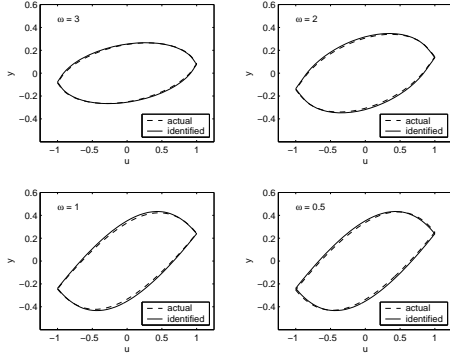 0.6
0.4
0.2
0
−0.2
−0.4
−1 −0.5 0 0.5 1
u
y
ω = 3
actual
identified
0.6
0.4
0.2
0
−0.2
−0.4
−1 −0.5 0 0.5 1
u
y
ω = 2
actual
identified
0.6
0.4
0.2
0
−0.2
−0.4
−1 −0.5 0 0.5 1
u
y
ω = 1
actual
identified
0.6
0.4
0.2
0
−0.2
−0.4
−1 −0.5 0 0.5 1
u
y
ω = 0.5
actual
identified